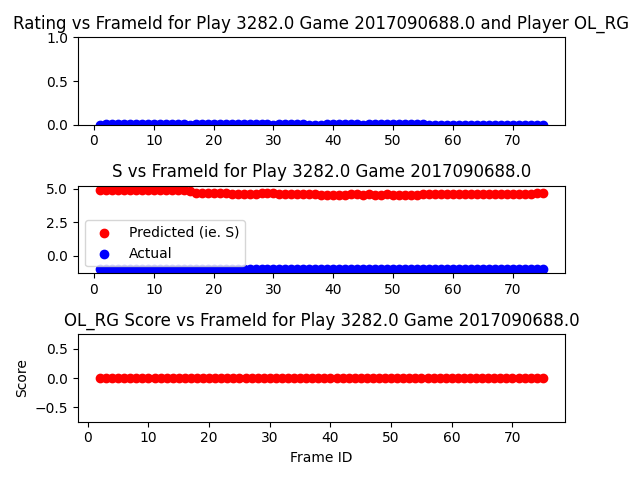 Rating vs FrameId for Play 3282.0 Game 2017090688.0 and Player OL_RG
1.0
0.5
0.0
0 10 20 30 40 50 60 70
S vs FrameId for Play 3282.0 Game 2017090688.0
5.0
2.5
0.0
Predicted (ie. S)
Actual
0 10 20 30 40 50 60 70
OL_RG Score vs FrameId for Play 3282.0 Game 2017090688.0
Score
0.5
0.0
−0.5
0 10 20 30 40 50 60 70
Frame ID